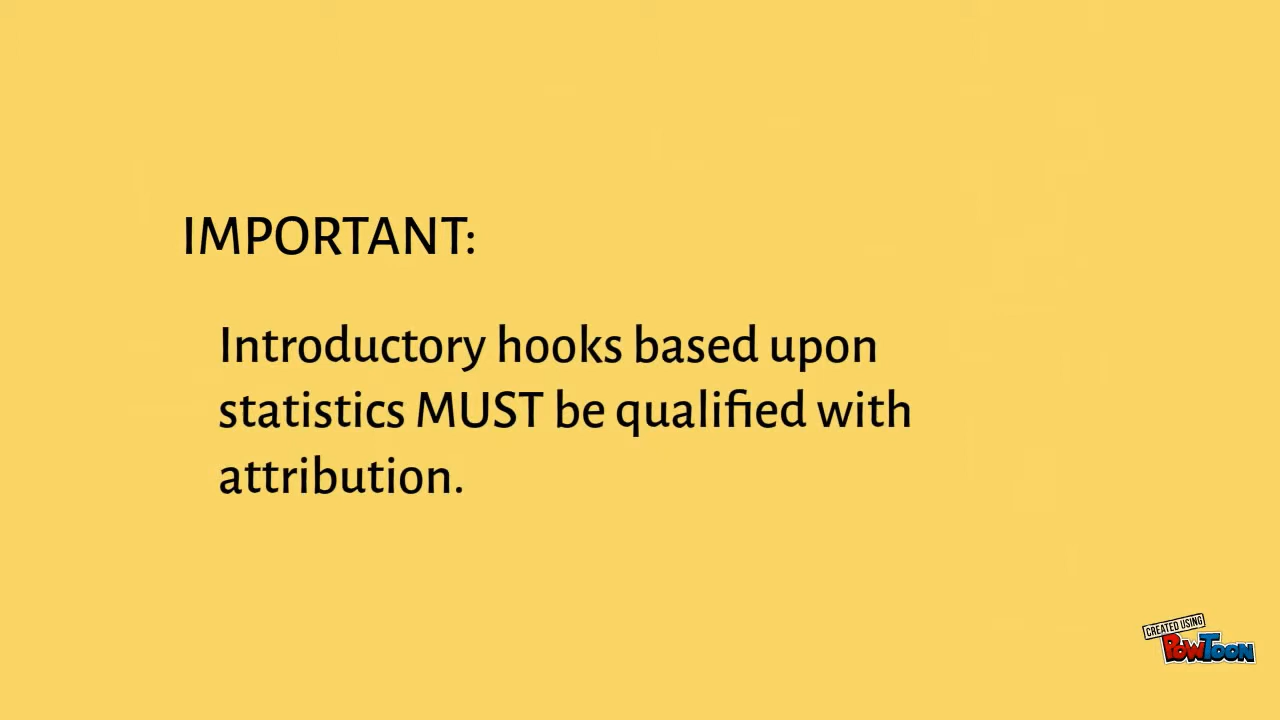 IMPORTANT:
Introductory hooks based upon
statistics MUST be qualified with
attribution.
CREATED USING
POWTOON